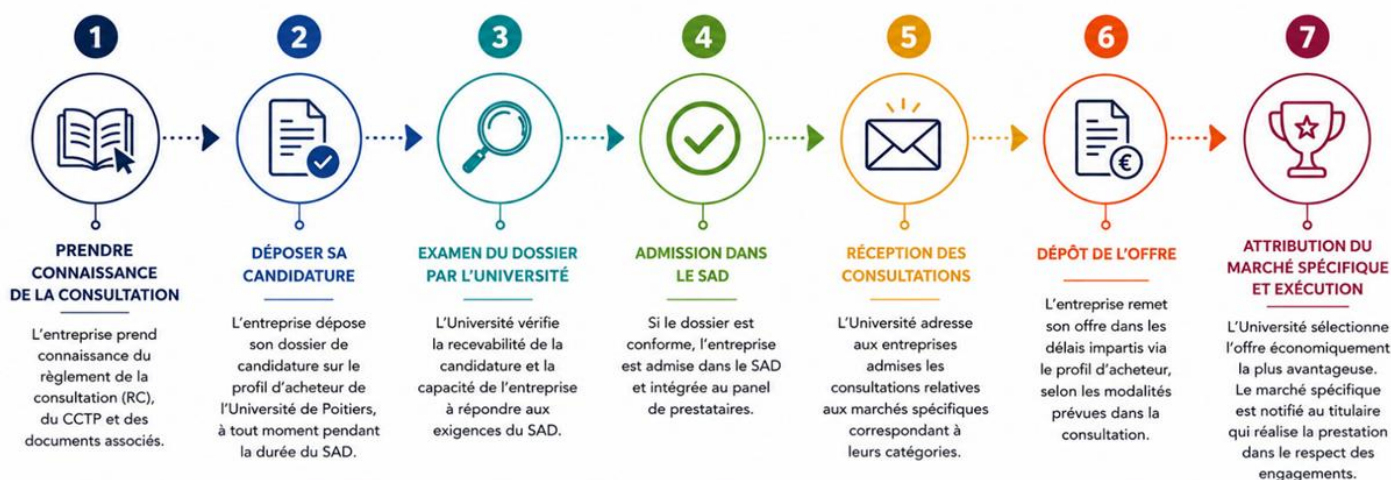 1
PRENDRE
CONNAISSANCE
DE LA CONSULTATION
L'entreprise prend
connaissance du
règlement de la
consultation (RC),
du CCTP et des
documents associés.
2
DÉPOSER SA
CANDIDATURE
L'entreprise dépose
son dossier de
candidature sur le
profil d'acheteur de
l'Université de Poitiers,
à tout moment pendant
la durée du SAD.
3
EXAMEN DU DOSSIER
PAR L'UNIVERSITÉ
L'Université vérifie
la recevabilité de la
candidature et la
capacité de l'entreprise
à répondre aux
exigences du SAD.
4
ADMISSION DANS
LE SAD
Si le dossier est
conforme, l'entreprise
est admise dans le SAD
et intégrée au panel
de prestataires.
5
RÉCEPTION DES
CONSULTATIONS
L'Université adresse
aux entreprises
admises les
consultations relatives
aux marchés spécifiques
correspondant à
leurs catégories.
6
€
DÉPÔT DE L'OFFRE
L'entreprise remet
son offre dans les
délais impartis via
le profil d'acheteur,
selon les modalités
prévues dans la
consultation.
7
ATTRIBUTION DU
MARCHÉ SPÉCIFIQUE
ET EXÉCUTION
L'Université sélectionne
l'offre économiquement
la plus avantageuse.
Le marché spécifique
est notifié au titulaire
qui réalise la prestation
dans le respect des
engagements.